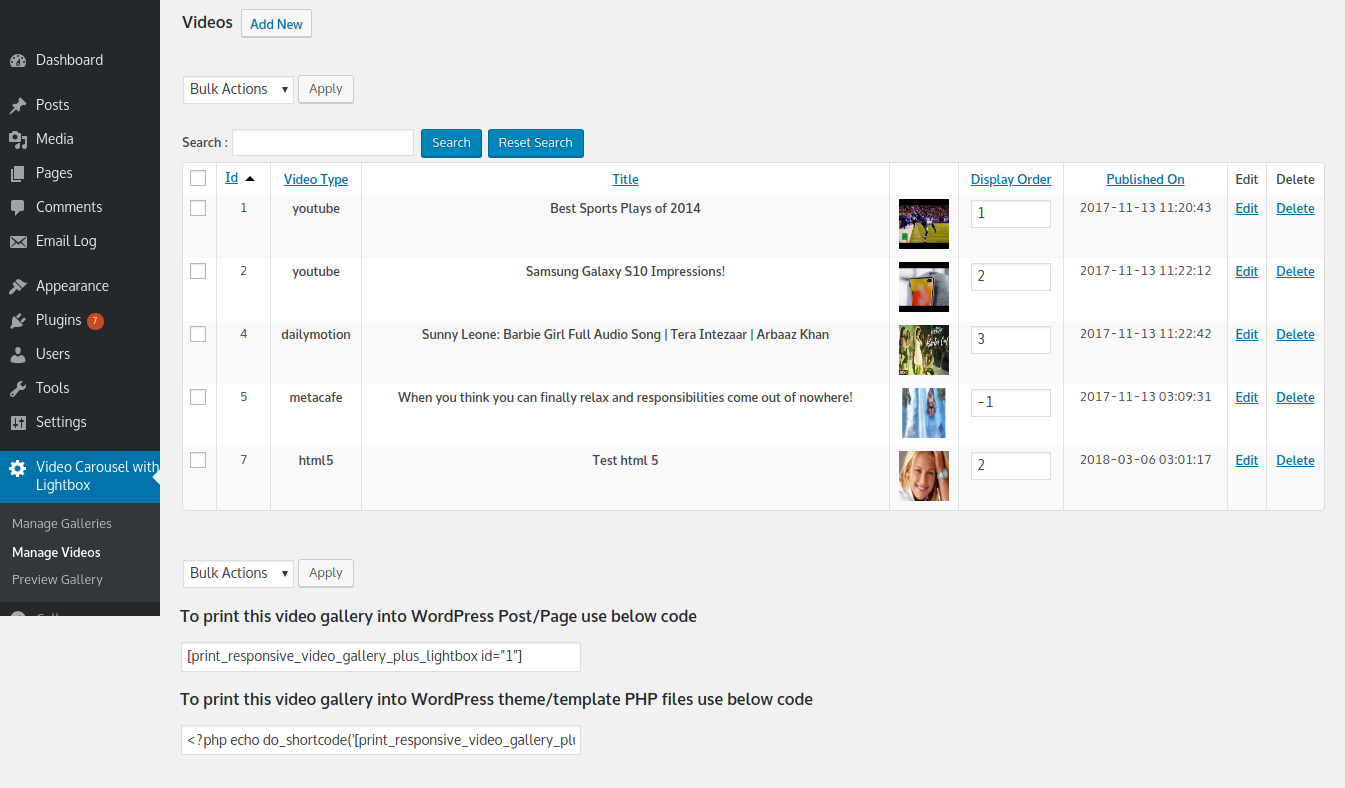 Dashboard
Posts
Media
Pages
Comments
Email Log
Appearance
Plugins 7
Users
Tools
Settings
Video Carousel with
Lightbox
Manage Galleries
Manage Videos
Preview Gallery
Videos Add New
Bulk Actions Apply
Search : Search Reset Search
Id Video Type Title Display Order Published On Edit Delete
1 youtube Best Sports Plays of 2014 1 2017-11-13 11:20:43 Edit Delete
2 youtube Samsung Galaxy S10 Impressions! 2 2017-11-13 11:22:12 Edit Delete
4 dailymotion Sunny Leone: Barbie Girl Full Audio Song | Tera Intezaar | Arbaaz Khan 3 2017-11-13 11:22:42 Edit Delete
5 metacafe When you think you can finally relax and responsibilities come out of nowhere! -1 2017-11-13 03:09:31 Edit Delete
7 html5 Test html 5 2 2018-03-06 03:01:17 Edit Delete
Bulk Actions Apply
To print this video gallery into WordPress Post/Page use below code
[print_responsive_video_gallery_plus_lightbox id="1"]
To print this video gallery into WordPress theme/template PHP files use below code
<?php echo do_shortcode('[print_responsive_video_gallery_plu